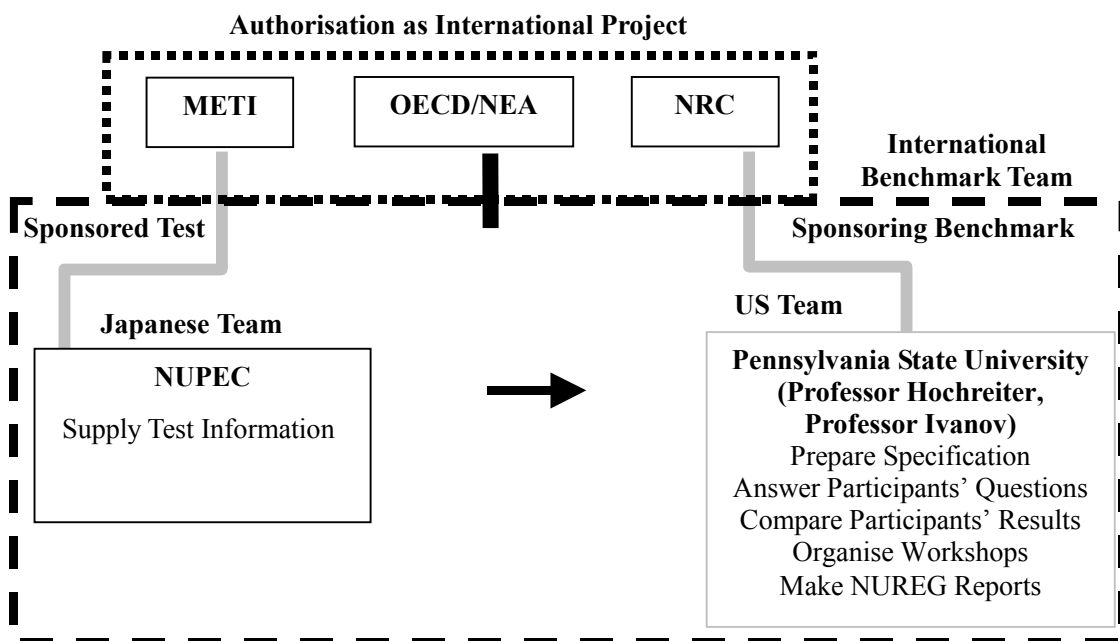 Authorisation as International Project
METI
OECD/NEA
NRC
International
Benchmark Team
Sponsored Test
Sponsoring Benchmark
Japanese Team
NUPEC
Supply Test Information
US Team
Pennsylvania State University
(Professor Hochreiter,
Professor Ivanov)
Prepare Specification
Answer Participants’ Questions
Compare Participants’ Results
Organise Workshops
Make NUREG Reports